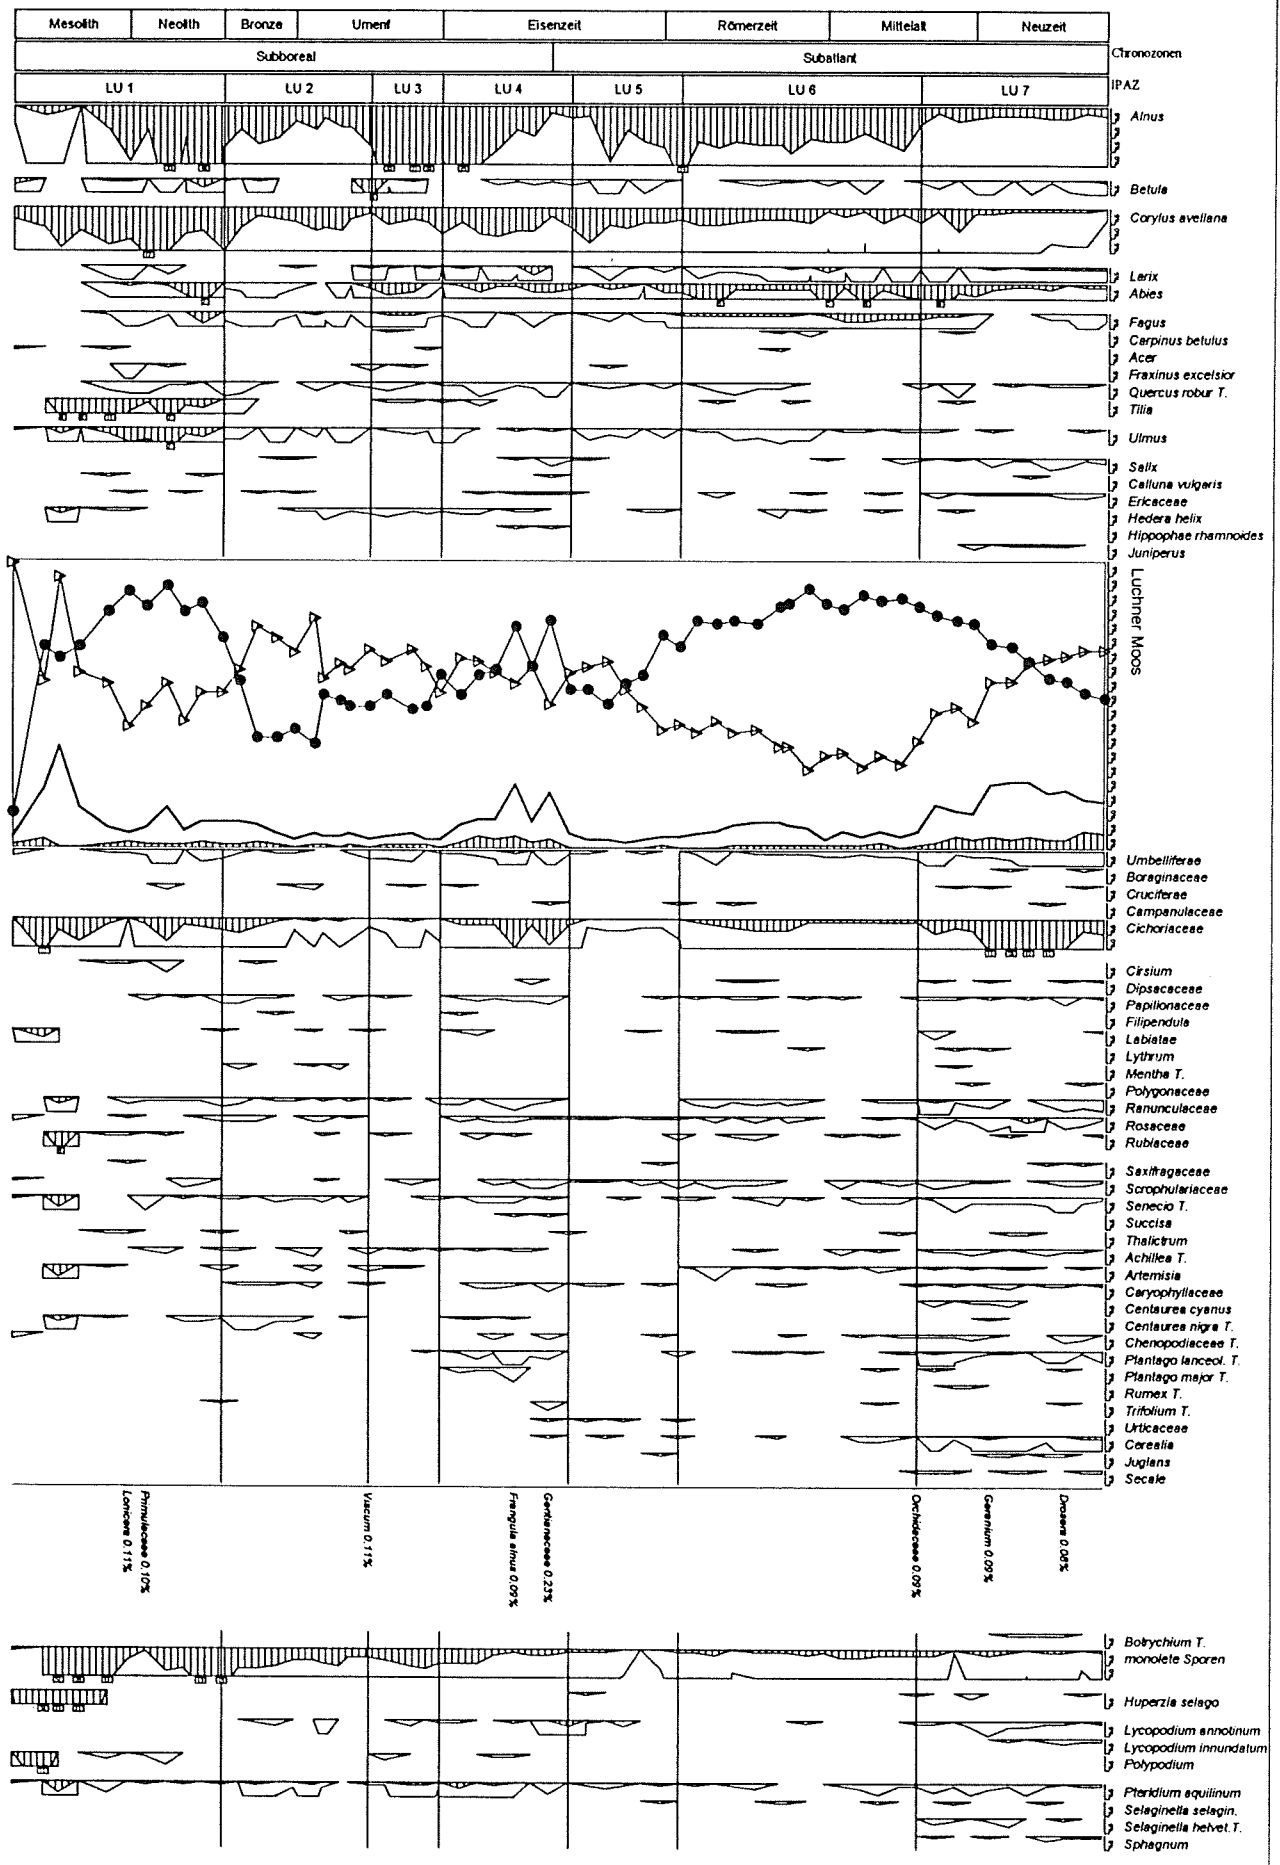 Mesolith Neolith Bronze Urnenf Eisenzeit Römerzeit Mittelalt Neuzeit
Subboreal Subatlant Chronozonen
LU 1 LU 2 LU 3 LU 4 LU 5 LU 6 LU 7 IPAZ
Alnus
Betula
Corylus avellana
Larix
Abies
Fagus
Carpinus betulus
Acer
Fraxinus excelsior
Quercus robur T.
Tilia
Ulmus
Salix
Calluna vulgaris
Ericaceae
Hedera helix
Hippophae rhamnoides
Juniperus
Luchner Moos
Umbelliferae
Boraginaceae
Cruciferae
Campanulaceae
Cichoriaceae
Cirsium
Dipsacaceae
Papilionaceae
Filipendula
Labiatae
Lythrum
Mentha T.
Polygonaceae
Ranunculaceae
Rosaceae
Rubiaceae
Saxifragaceae
Scrophulariaceae
Senecio T.
Succisa
Thalictrum
Achillea T.
Artemisia
Caryophyllaceae
Centaurea cyanus
Centaurea nigra T.
Chenopodiaceae T.
Plantago lanceol. T.
Plantago major T.
Rumex T.
Trifolium T.
Urticaceae
Cerealia
Juglans
Secale
Lonicera 0.11%
Primulaceae 0.10%
Viscum 0.11%
Frangula alnus 0.09%
Gentianaceae 0.23%
Orchidaceae 0.09%
Geranium 0.09%
Drosera 0.08%
Botrychium T.
monolete Sporen
Huperzia selago
Lycopodium annotinum
Lycopodium innundatum
Polypodium
Pteridium aquilinum
Selaginella selagin.
Selaginella helvet.T.
Sphagnum